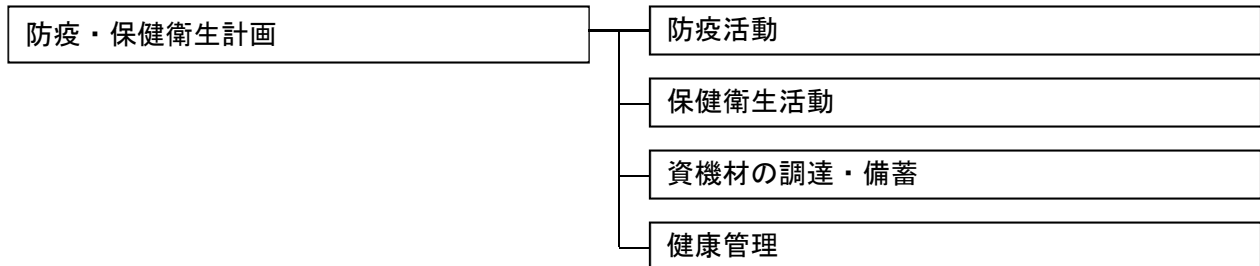 防疫・保健衛生計画
防疫活動
保健衛生活動
資機材の調達・備蓄
健康管理